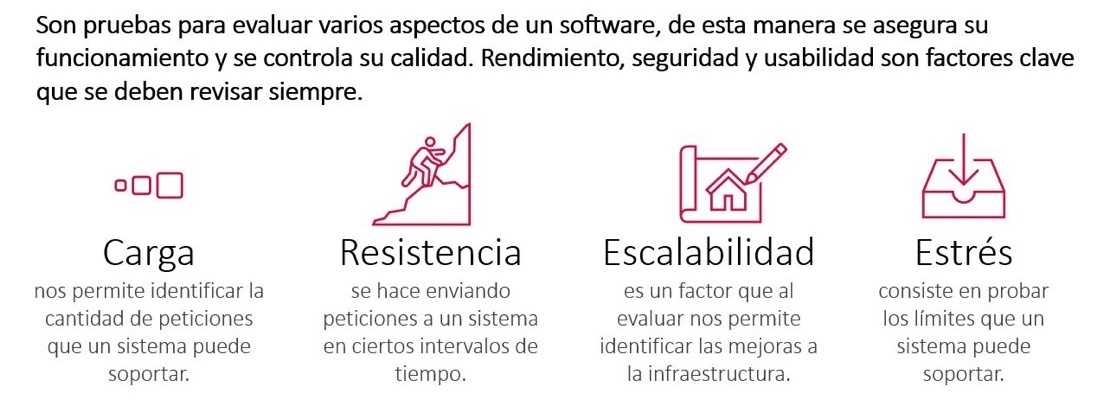 Son pruebas para evaluar varios aspectos de un software, de esta manera se asegura su
funcionamiento y se controla su calidad. Rendimiento, seguridad y usabilidad son factores clave
que se deben revisar siempre.
Carga
nos permite identificar la
cantidad de peticiones
que un sistema puede
soportar.
Resistencia
se hace enviando
peticiones a un sistema
en ciertos intervalos de
tiempo.
Escalabilidad
es un factor que al
evaluar nos permite
identificar las mejoras a
la infraestructura.
Estrés
consiste en probar
los límites que un
sistema puede
soportar.